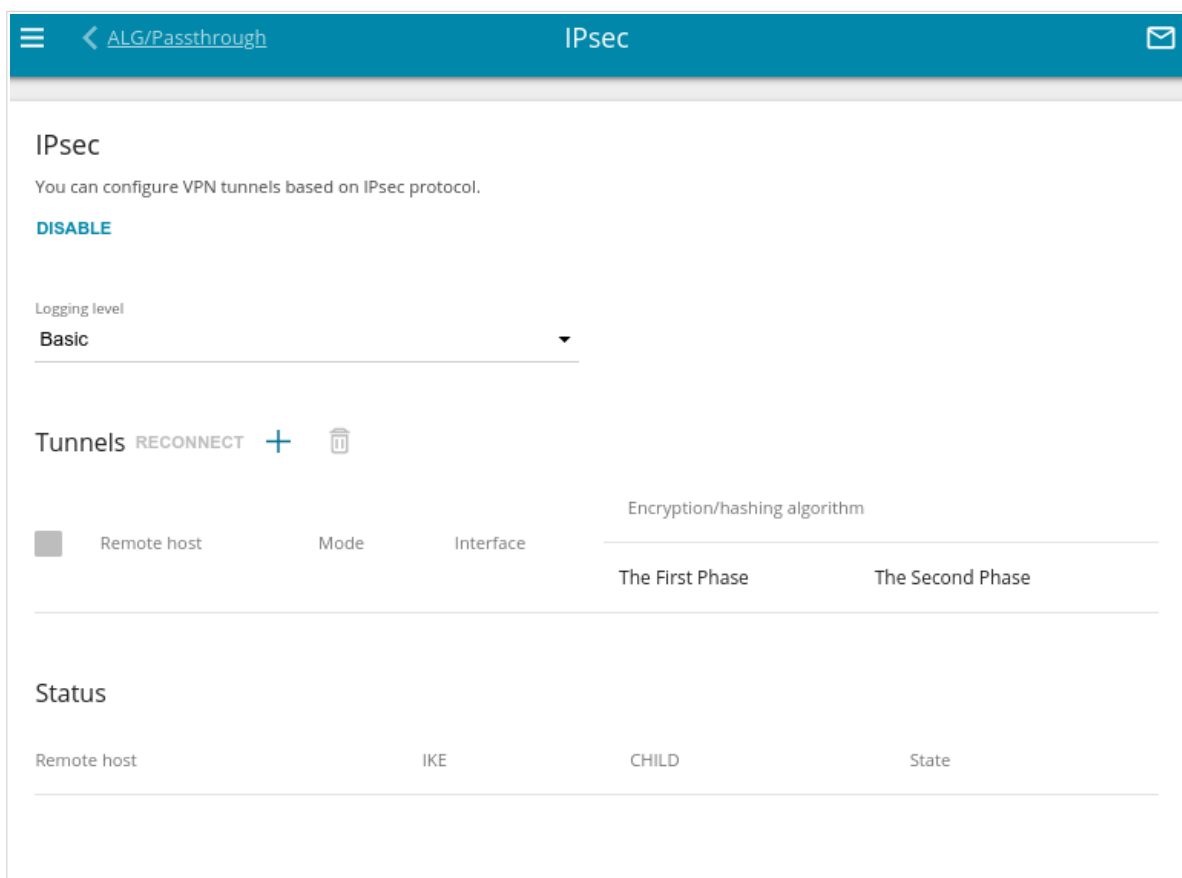 ALG/Passthrough IPsec
IPsec
You can configure VPN tunnels based on IPsec protocol.
DISABLE
Logging level
Basic
Tunnels RECONNECT
Encryption/hashing algorithm
Remote host Mode Interface
The First Phase The Second Phase
Status
Remote host IKE CHILD State